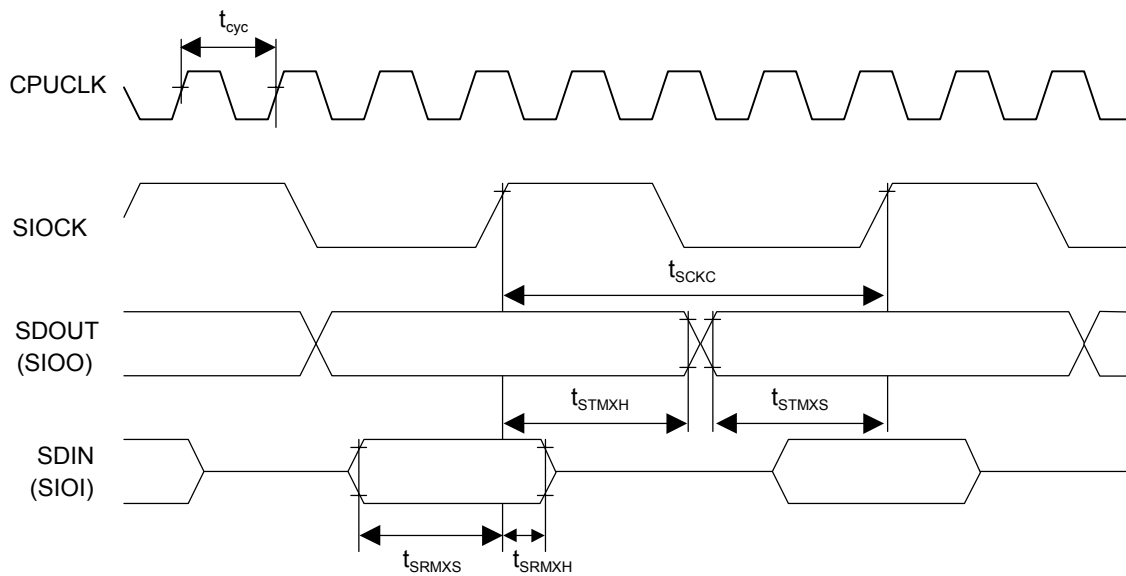 tcyc
CPUCLK
SIOCK
tSCKC
SDOUT
(SIOO)
tSTMXH
tSTMXS
SDIN
(SIOI)
tSRMXS
tSRMXH